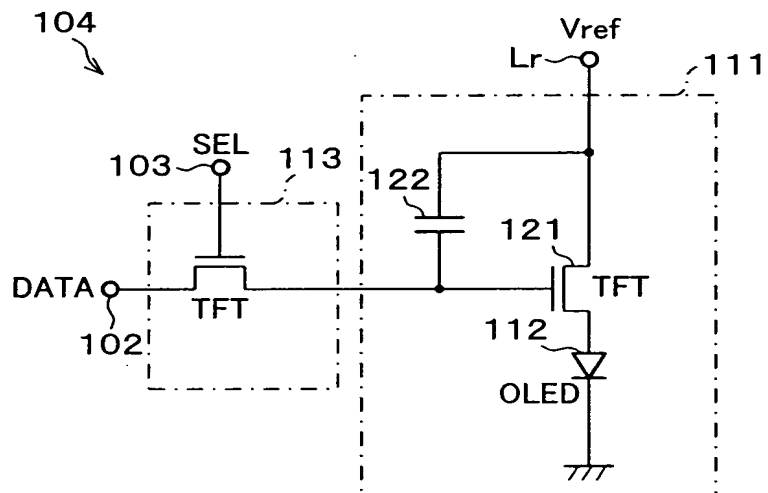 104
Vref
Lr
111
SEL
103
113
122
121
DATA
TFT
TFT
102
112
OLED